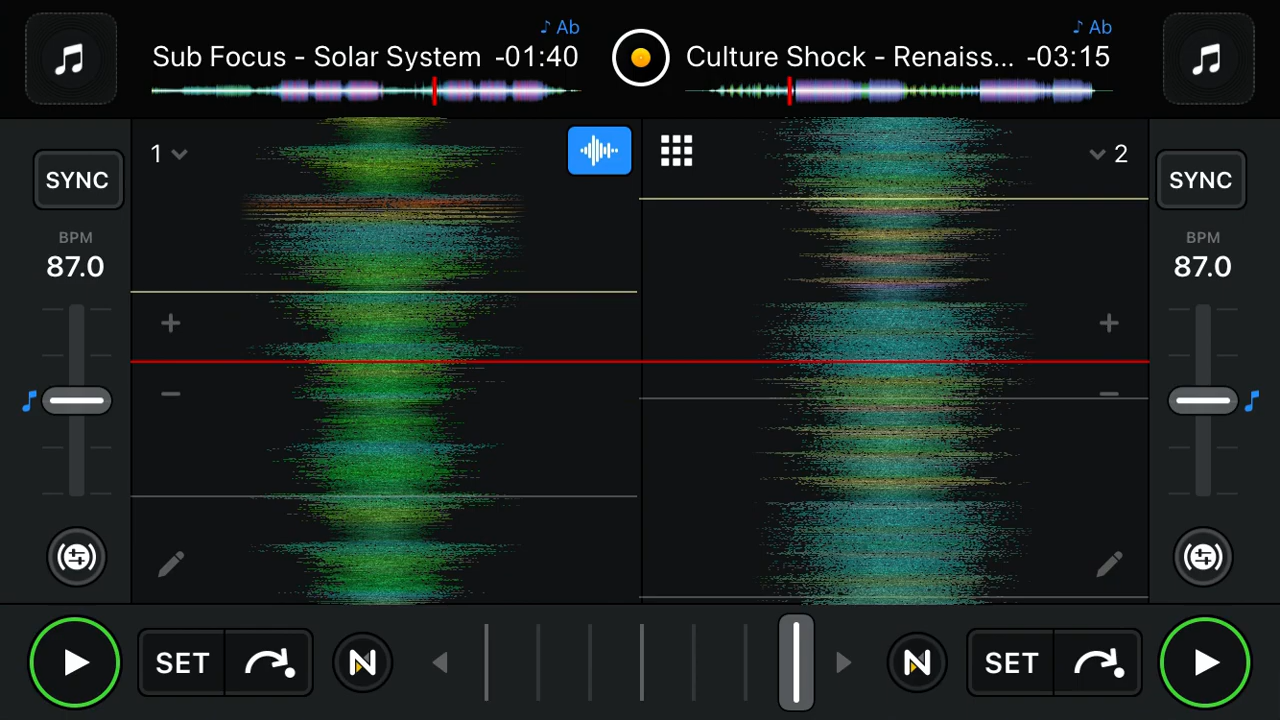 ♪ Ab
Sub Focus - Solar System -01:40
♪ Ab
Culture Shock - Renaiss... -03:15
1
2
SYNC
BPM
87.0
SYNC
BPM
87.0
SET
N
N
SET